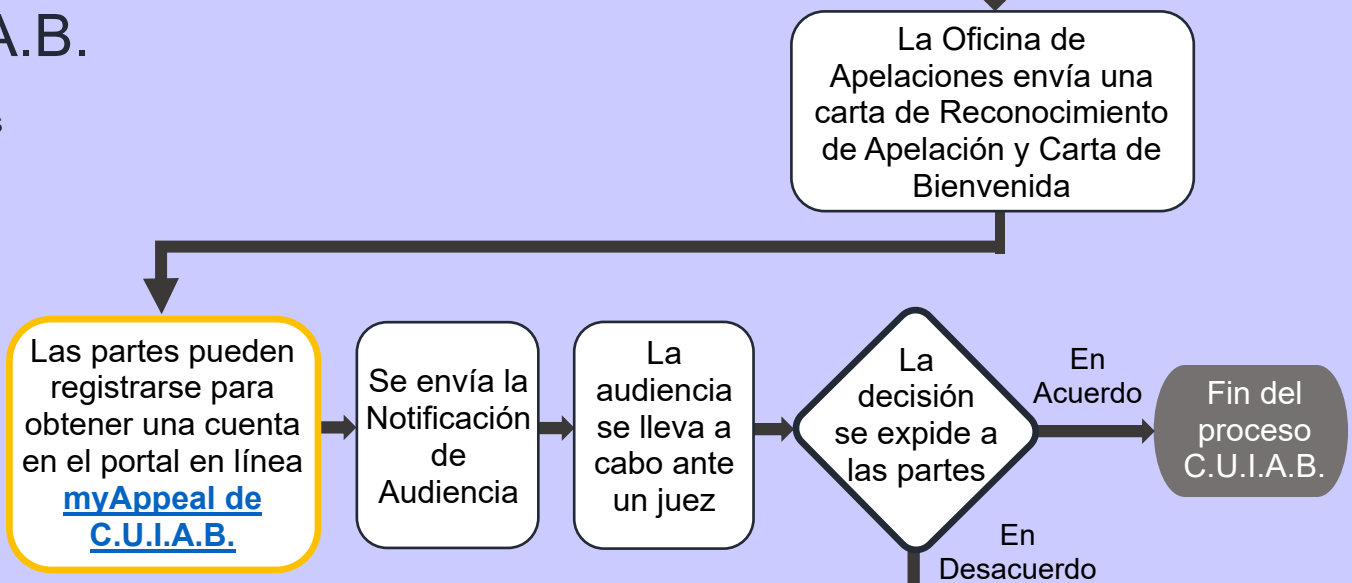 A.B.
s
La Oficina de
Apelaciones envía una
carta de Reconocimiento
de Apelación y Carta de
Bienvenida
Las partes pueden
registrarse para
obtener una cuenta
en el portal en línea
myAppeal de
C.U.I.A.B.
Se envía la
Notificación
de
Audiencia
La
audiencia
se lleva a
cabo ante
un juez
La
decisión
se expide a
las partes
En
Acuerdo
Fin del
proceso
C.U.I.A.B.
En
Desacuerdo